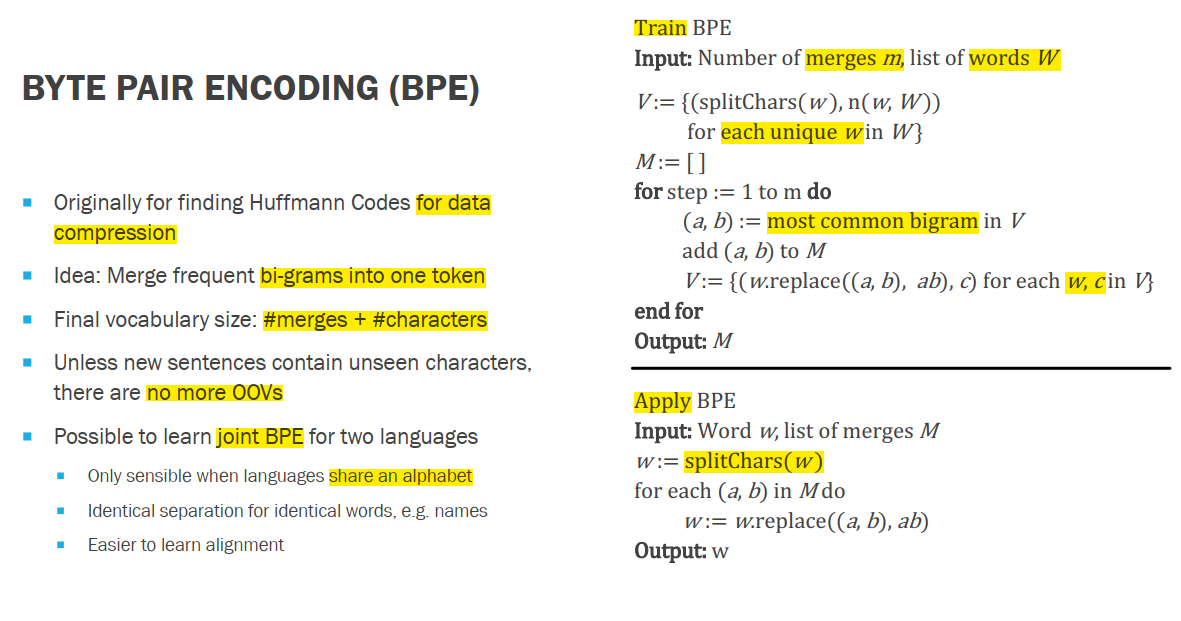 BYTE PAIR ENCODING (BPE)
Originally for finding Huffmann Codes for data
compression
Idea: Merge frequent bi-grams into one token
Final vocabulary size: #merges + #characters
Unless new sentences contain unseen characters,
there are no more OOVs
Possible to learn joint BPE for two languages
Only sensible when languages share an alphabet
Identical separation for identical words, e.g. names
Easier to learn alignment
Train BPE
Input: Number of merges m, list of words W
V := {(splitChars(w), n(w, W))
for each unique w in W}
M := [ ]
for step := 1 to m do
(a, b) := most common bigram in V
add (a, b) to M
V := {(w.replace((a, b), ab), c) for each w, c in V}
end for
Output: M
Apply BPE
Input: Word w, list of merges M
w := splitChars(w)
for each (a, b) in M do
w := w.replace((a, b), ab)
Output: w